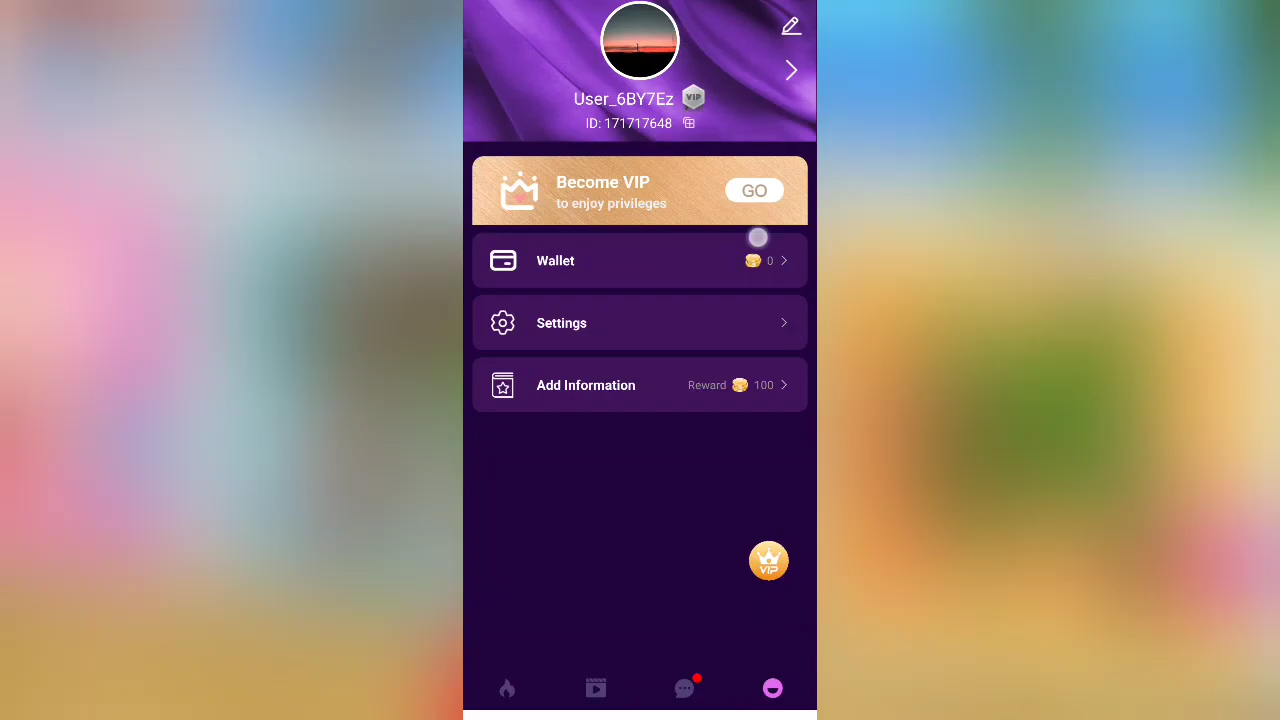 User_6BY7Ez VIP
ID: 171717648
Become VIP
to enjoy privileges
GO
Wallet 0
Settings
Add Information Reward 100
VIP